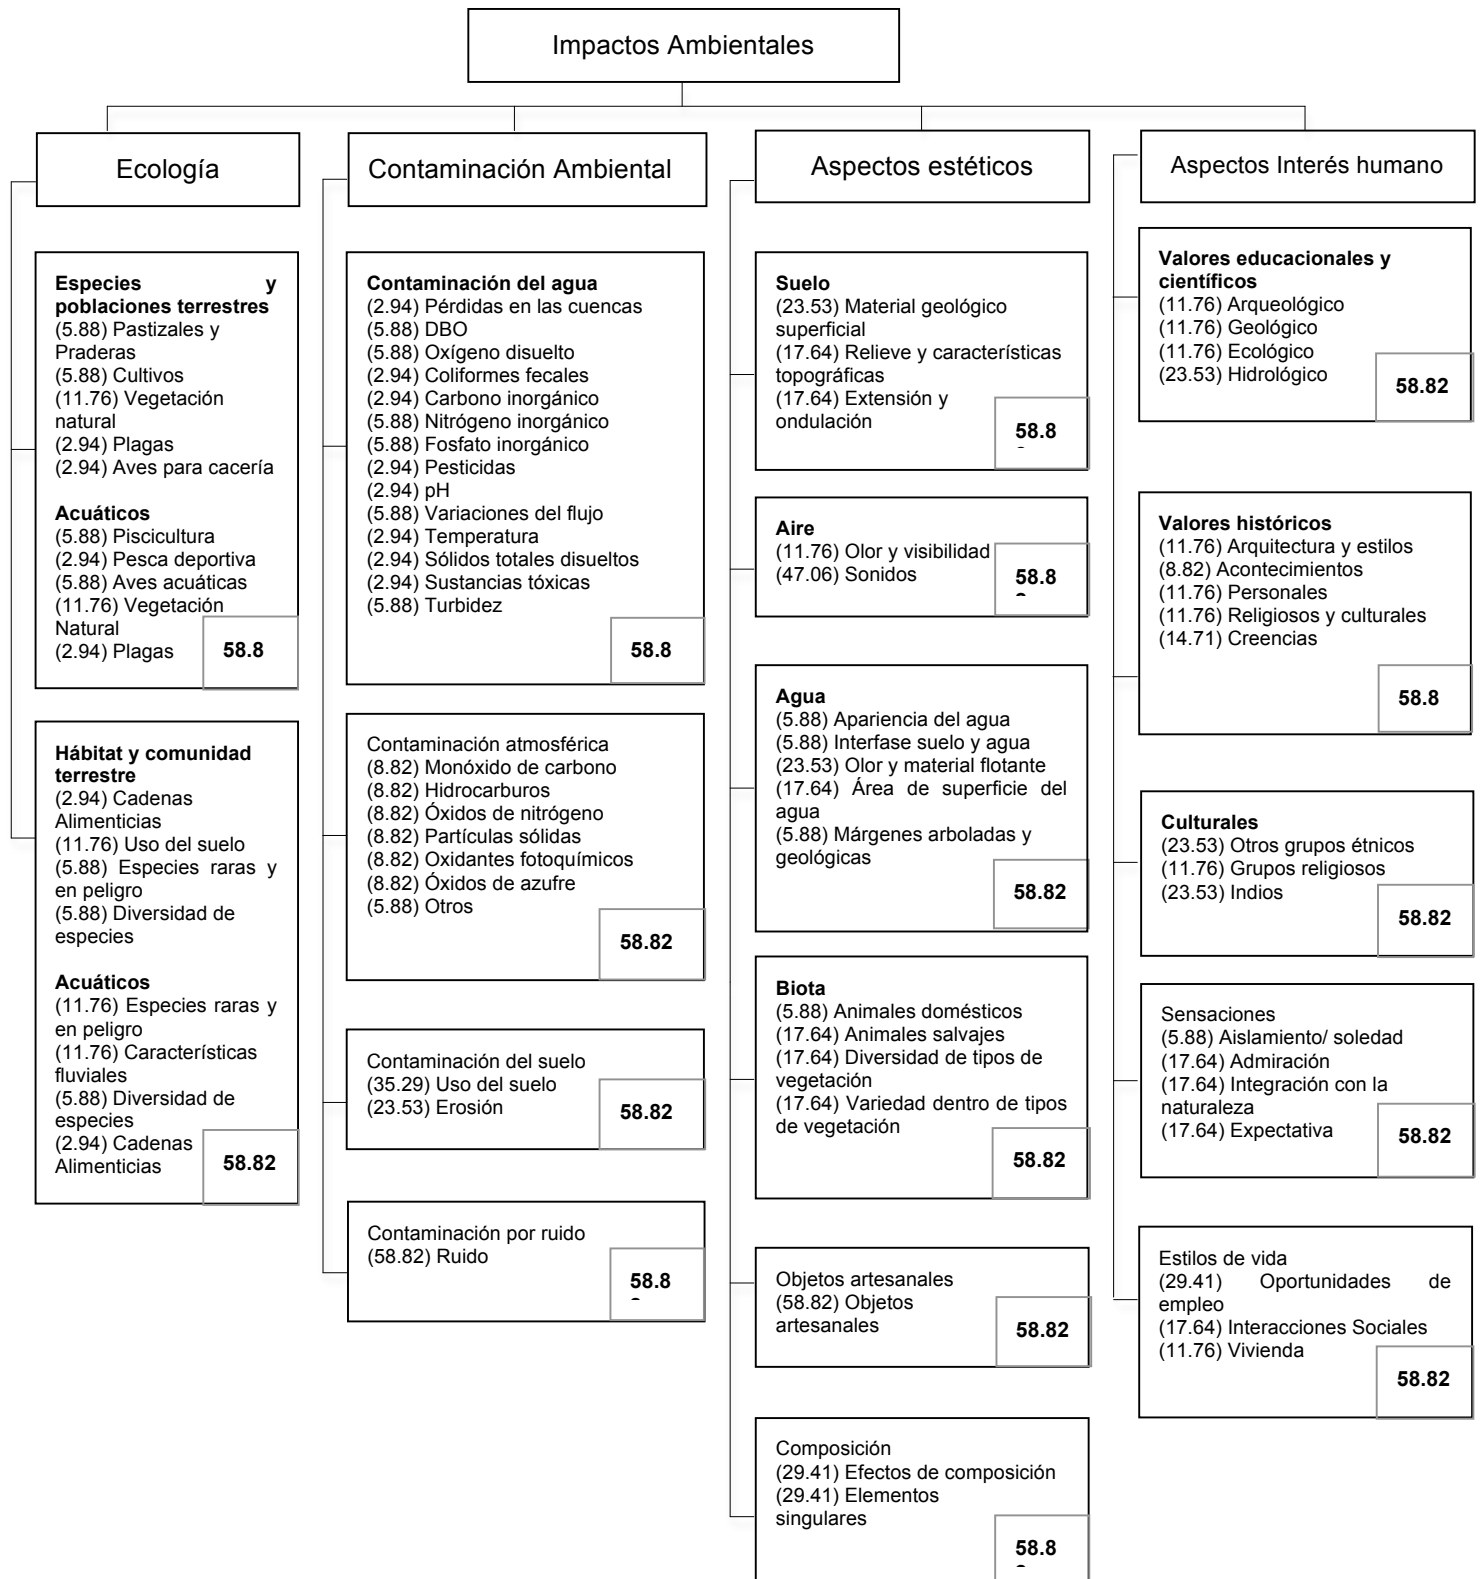 Impactos Ambientales
Ecología
Especies y
poblaciones terrestres
(5.88) Pastizales y
Praderas
(5.88) Cultivos
(11.76) Vegetación
natural
(2.94) Plagas
(2.94) Aves para cacería
Acuáticos
(5.88) Piscicultura
(2.94) Pesca deportiva
(5.88) Aves acuáticas
(11.76) Vegetación
Natural
(2.94) Plagas
58.8
Hábitat y comunidad
terrestre
(2.94) Cadenas
Alimenticias
(11.76) Uso del suelo
(5.88) Especies raras y
en peligro
(5.88) Diversidad de
especies
Acuáticos
(11.76) Especies raras y
en peligro
(11.76) Características
fluviales
(5.88) Diversidad de
especies
(2.94) Cadenas
Alimenticias
58.82
Contaminación Ambiental
Contaminación del agua
(2.94) Pérdidas en las cuencas
(5.88) DBO
(5.88) Oxígeno disuelto
(2.94) Coliformes fecales
(2.94) Carbono inorgánico
(5.88) Nitrógeno inorgánico
(5.88) Fosfato inorgánico
(2.94) Pesticidas
(2.94) pH
(5.88) Variaciones del flujo
(2.94) Temperatura
(2.94) Sólidos totales disueltos
(2.94) Sustancias tóxicas
(5.88) Turbidez
58.8
Contaminación atmosférica
(8.82) Monóxido de carbono
(8.82) Hidrocarburos
(8.82) Óxidos de nitrógeno
(8.82) Partículas sólidas
(8.82) Oxidantes fotoquímicos
(8.82) Óxidos de azufre
(5.88) Otros
58.82
Contaminación del suelo
(35.29) Uso del suelo
(23.53) Erosión
58.82
Contaminación por ruido
(58.82) Ruido
58.8
Aspectos estéticos
Suelo
(23.53) Material geológico
superficial
(17.64) Relieve y características
topográficas
(17.64) Extensión y
ondulación
58.8
Aire
(11.76) Olor y visibilidad
(47.06) Sonidos
58.8
Agua
(5.88) Apariencia del agua
(5.88) Interfase suelo y agua
(23.53) Olor y material flotante
(17.64) Área de superficie del
agua
(5.88) Márgenes arboladas y
geológicas
58.82
Biota
(5.88) Animales domésticos
(17.64) Animales salvajes
(17.64) Diversidad de tipos de
vegetación
(17.64) Variedad dentro de tipos
de vegetación
58.82
Objetos artesanales
(58.82) Objetos
artesanales
58.82
Composición
(29.41) Efectos de composición
(29.41) Elementos
singulares
58.8
Aspectos Interés humano
Valores educacionales y
científicos
(11.76) Arqueológico
(11.76) Geológico
(11.76) Ecológico
(23.53) Hidrológico
58.82
Valores históricos
(11.76) Arquitectura y estilos
(8.82) Acontecimientos
(11.76) Personales
(11.76) Religiosos y culturales
(14.71) Creencias
58.8
Culturales
(23.53) Otros grupos étnicos
(11.76) Grupos religiosos
(23.53) Indios
58.82
Sensaciones
(5.88) Aislamiento/ soledad
(17.64) Admiración
(17.64) Integración con la
naturaleza
(17.64) Expectativa
58.82
Estilos de vida
(29.41) Oportunidades de
empleo
(17.64) Interacciones Sociales
(11.76) Vivienda
58.82